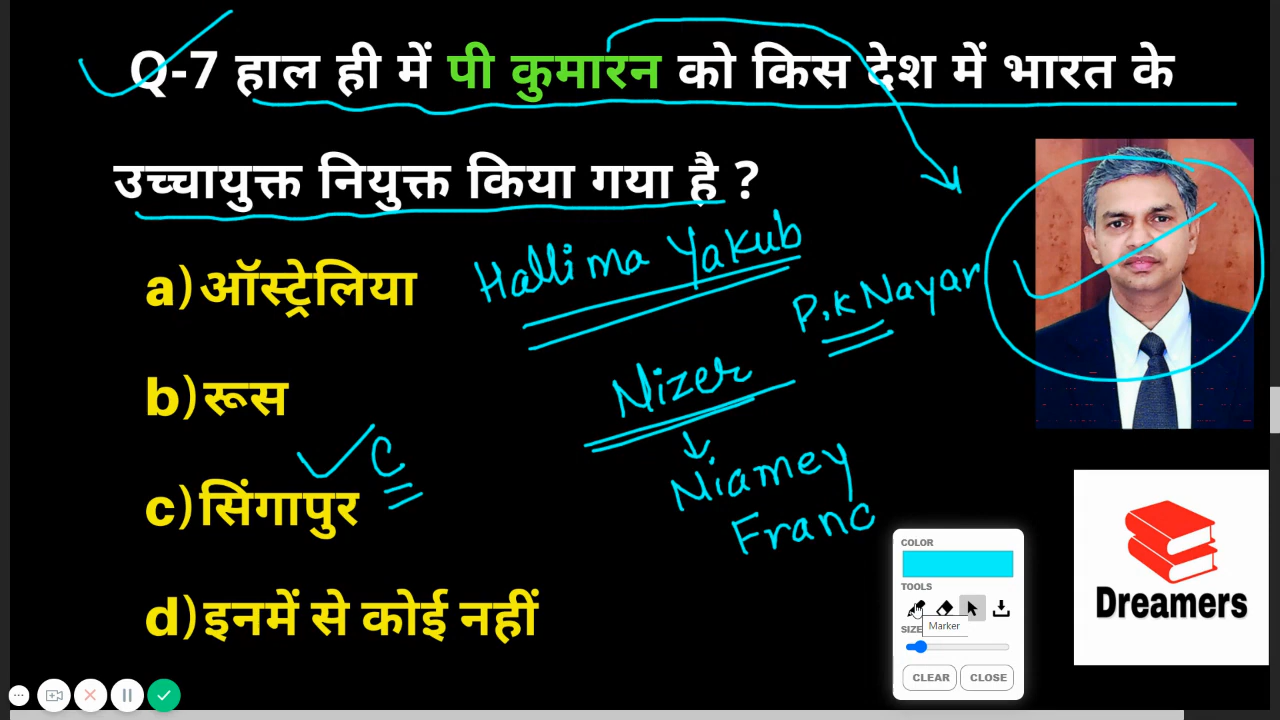 Q-7 हाल ही में पी कुमारन को किस देश में भारत के
उच्चायुक्त नियुक्त किया गया है ?
a) ऑस्ट्रेलिया
Hallima Yakub
P.K Nayar
b) रूस
Nizer
c) सिंगापुर
C
Niamey
Franc
d) इनमें से कोई नहीं
COLOR
TOOLS
Marker
SIZE
CLEAR
CLOSE
Dreamers